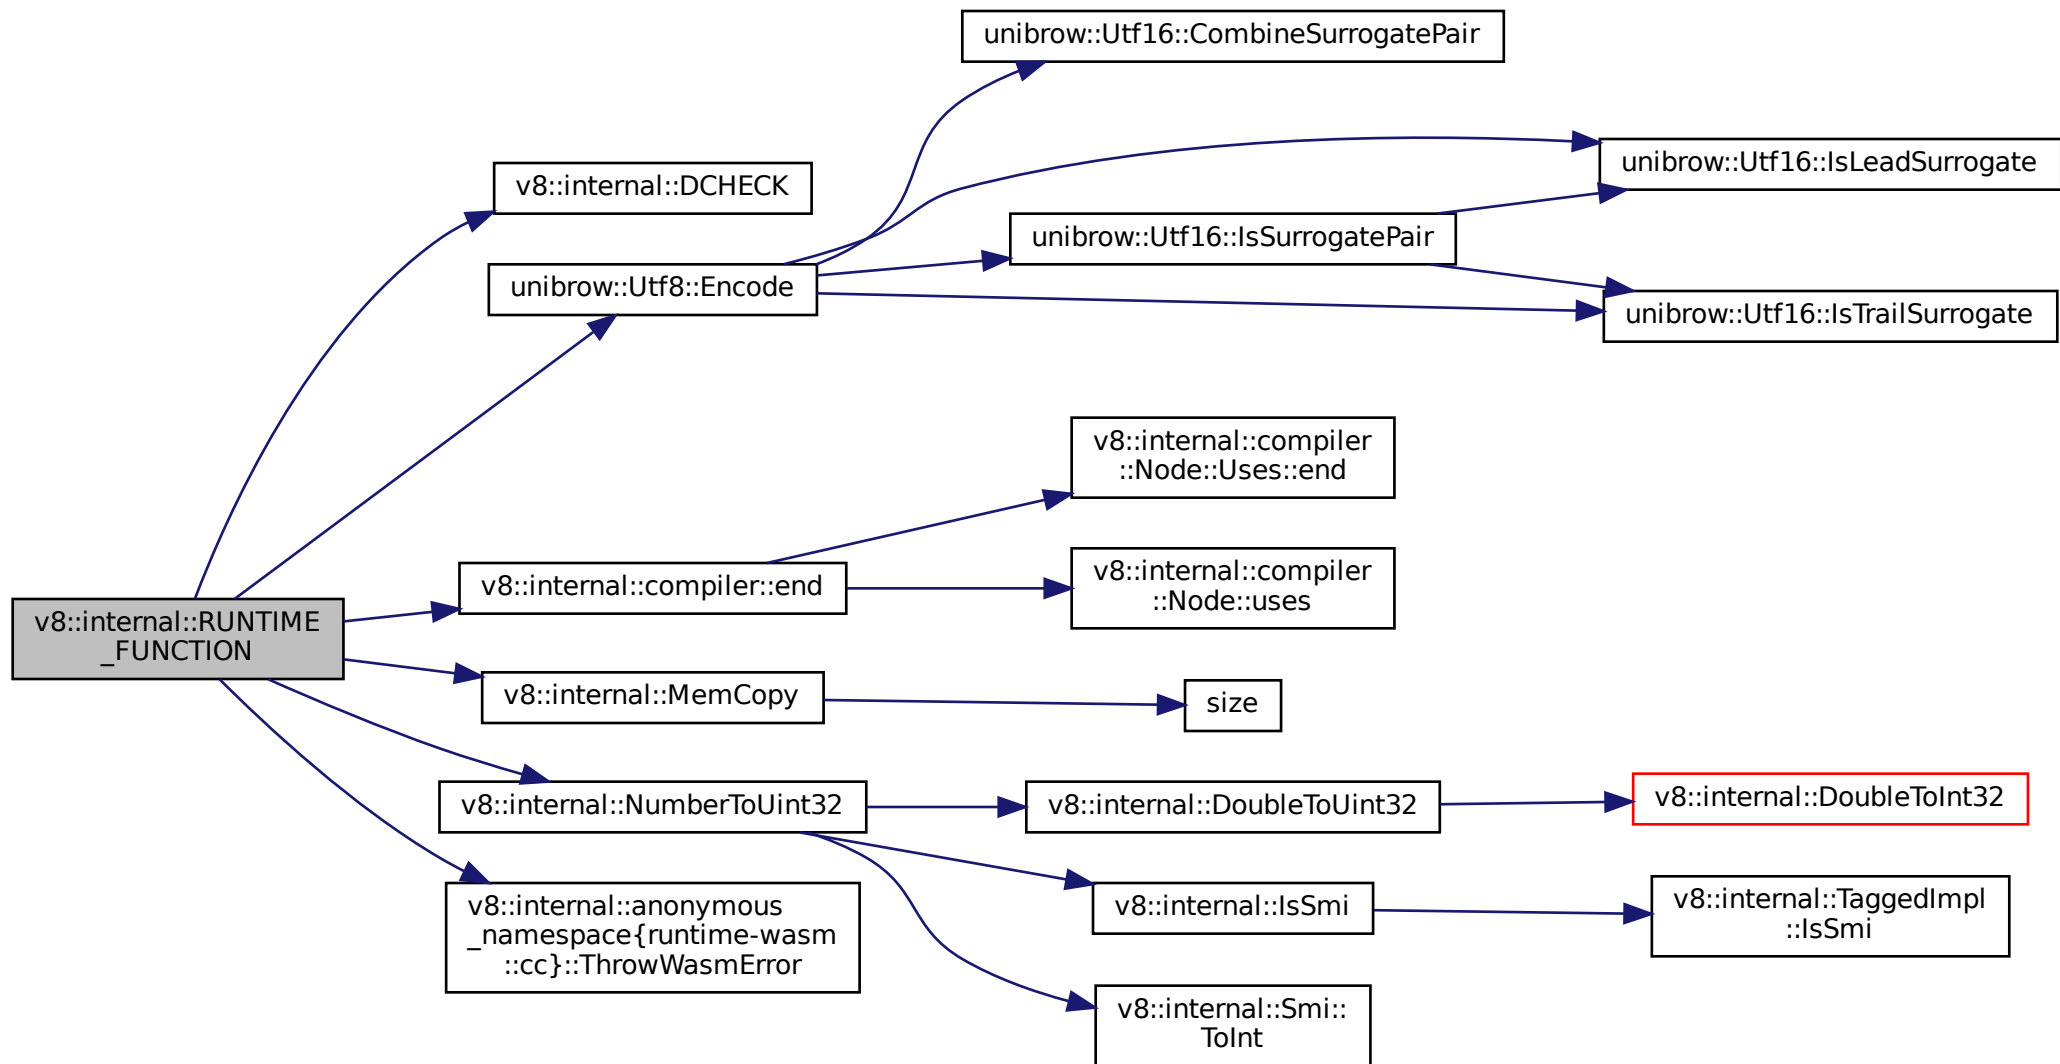 unibrow::Utf16::CombineSurrogatePair
unibrow::Utf16::IsLeadSurrogate
v8::internal::DCHECK
unibrow::Utf16::IsSurrogatePair
unibrow::Utf8::Encode
unibrow::Utf16::IsTrailSurrogate
v8::internal::compiler
::Node::Uses::end
v8::internal::compiler::end
v8::internal::compiler
::Node::uses
v8::internal::RUNTIME
_FUNCTION
v8::internal::MemCopy
size
v8::internal::NumberToUint32
v8::internal::DoubleToUint32
v8::internal::DoubleToInt32
v8::internal::anonymous
_namespace{runtime-wasm
::cc}::ThrowWasmError
v8::internal::IsSmi
v8::internal::TaggedImpl
::IsSmi
v8::internal::Smi::
ToInt